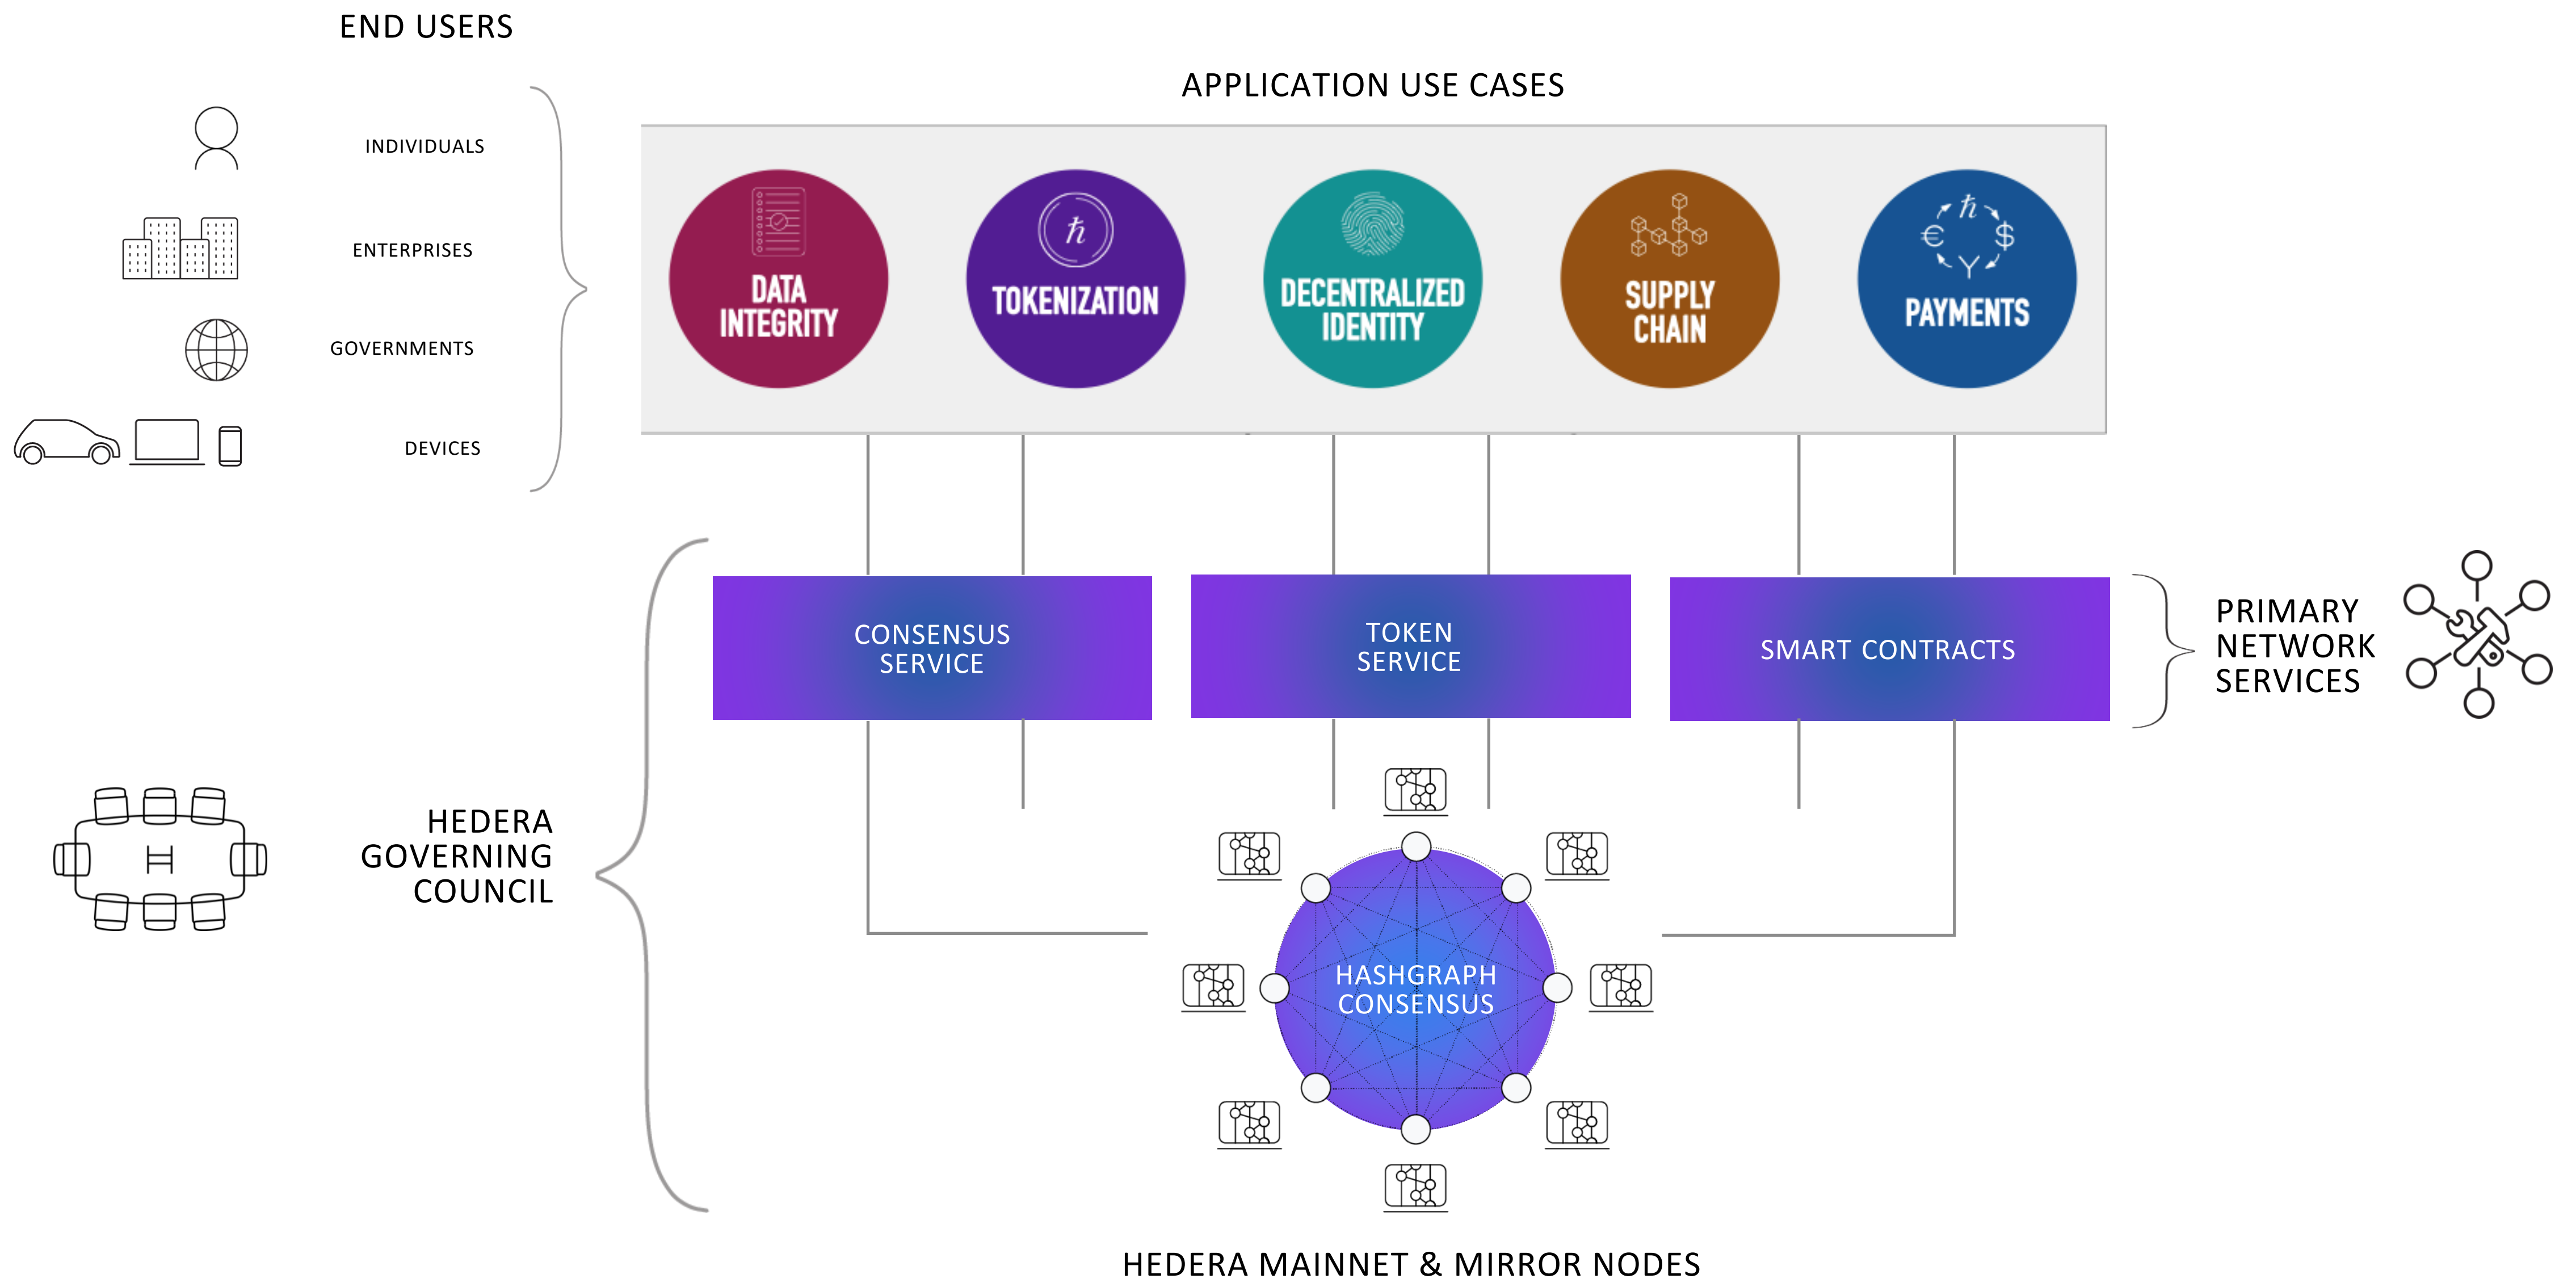 END USERS
INDIVIDUALS
ENTERPRISES
GOVERNMENTS
DEVICES
APPLICATION USE CASES
DATA
INTEGRITY
ħ
TOKENIZATION
DECENTRALIZED
IDENTITY
SUPPLY
CHAIN
ħ
€ $
Y
PAYMENTS
CONSENSUS
SERVICE
TOKEN
SERVICE
SMART CONTRACTS
PRIMARY
NETWORK
SERVICES
H
HEDERA
GOVERNING
COUNCIL
HASHGRAPH
CONSENSUS
HEDERA MAINNET & MIRROR NODES